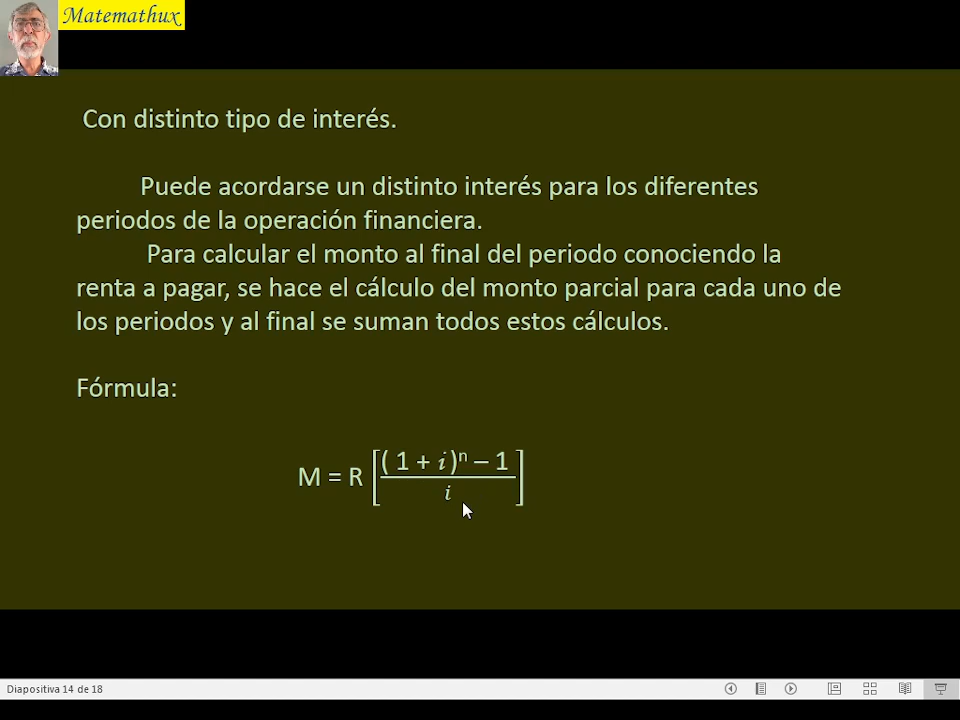 Matemathux
Con distinto tipo de interés.
Puede acordarse un distinto interés para los diferentes
periodos de la operación financiera.
Para calcular el monto al final del periodo conociendo la
renta a pagar, se hace el cálculo del monto parcial para cada uno de
los periodos y al final se suman todos estos cálculos.
Fórmula:
M = R [( 1 + i )ⁿ – 1 / i]
Diapositiva 14 de 18